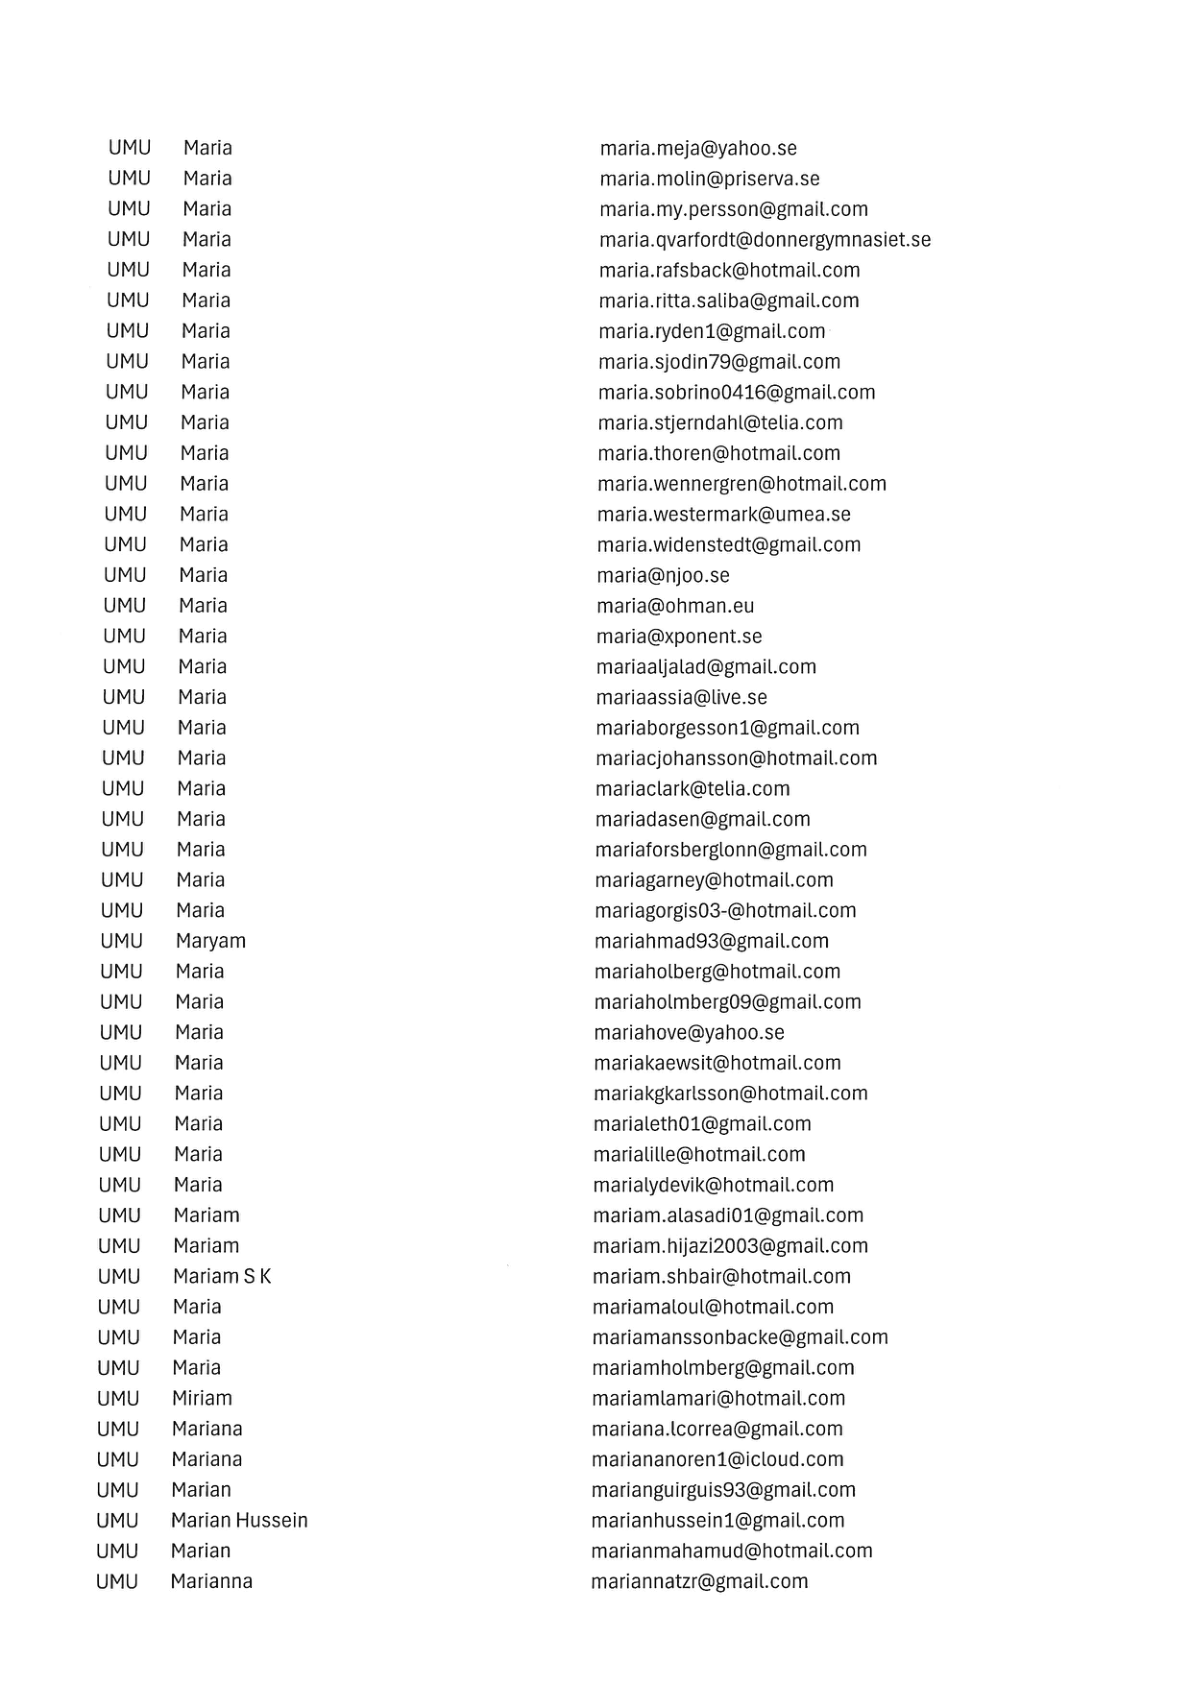 UMU Maria maria.meja@yahoo.se
UMU Maria maria.molin@priserva.se
UMU Maria maria.my.persson@gmail.com
UMU Maria maria.qvarfordt@donnergymnasiet.se
UMU Maria maria.rafsback@hotmail.com
UMU Maria maria.ritta.saliba@gmail.com
UMU Maria maria.ryden1@gmail.com
UMU Maria maria.sjodin79@gmail.com
UMU Maria maria.sobrino0416@gmail.com
UMU Maria maria.stjerndahl@telia.com
UMU Maria maria.thoren@hotmail.com
UMU Maria maria.wennergren@hotmail.com
UMU Maria maria.westermark@umea.se
UMU Maria maria.widenstedt@gmail.com
UMU Maria maria@njoo.se
UMU Maria maria@ohman.eu
UMU Maria maria@xponent.se
UMU Maria mariaaljalad@gmail.com
UMU Maria mariaassia@live.se
UMU Maria mariaborgesson1@gmail.com
UMU Maria mariacjohansson@hotmail.com
UMU Maria mariaclark@telia.com
UMU Maria mariadasen@gmail.com
UMU Maria mariaforsberglonn@gmail.com
UMU Maria mariagarney@hotmail.com
UMU Maria mariagorgis03-@hotmail.com
UMU Maryam mariahmad93@gmail.com
UMU Maria mariaholberg@hotmail.com
UMU Maria mariaholmberg09@gmail.com
UMU Maria mariahove@yahoo.se
UMU Maria mariakaewsit@hotmail.com
UMU Maria mariakgkarlsson@hotmail.com
UMU Maria marialeth01@gmail.com
UMU Maria marialille@hotmail.com
UMU Maria marialydevik@hotmail.com
UMU Mariam mariam.alasadi01@gmail.com
UMU Mariam mariam.hijazi2003@gmail.com
UMU Mariam S K mariam.shbair@hotmail.com
UMU Maria mariamaloul@hotmail.com
UMU Maria mariamanssonbacke@gmail.com
UMU Maria mariamholmberg@gmail.com
UMU Miriam mariamlamari@hotmail.com
UMU Mariana mariana.lcorrea@gmail.com
UMU Mariana mariananoren1@icloud.com
UMU Marian marianguirguis93@gmail.com
UMU Marian Hussein marianhussein1@gmail.com
UMU Marian marianmahamud@hotmail.com
UMU Marianna mariannatzr@gmail.com